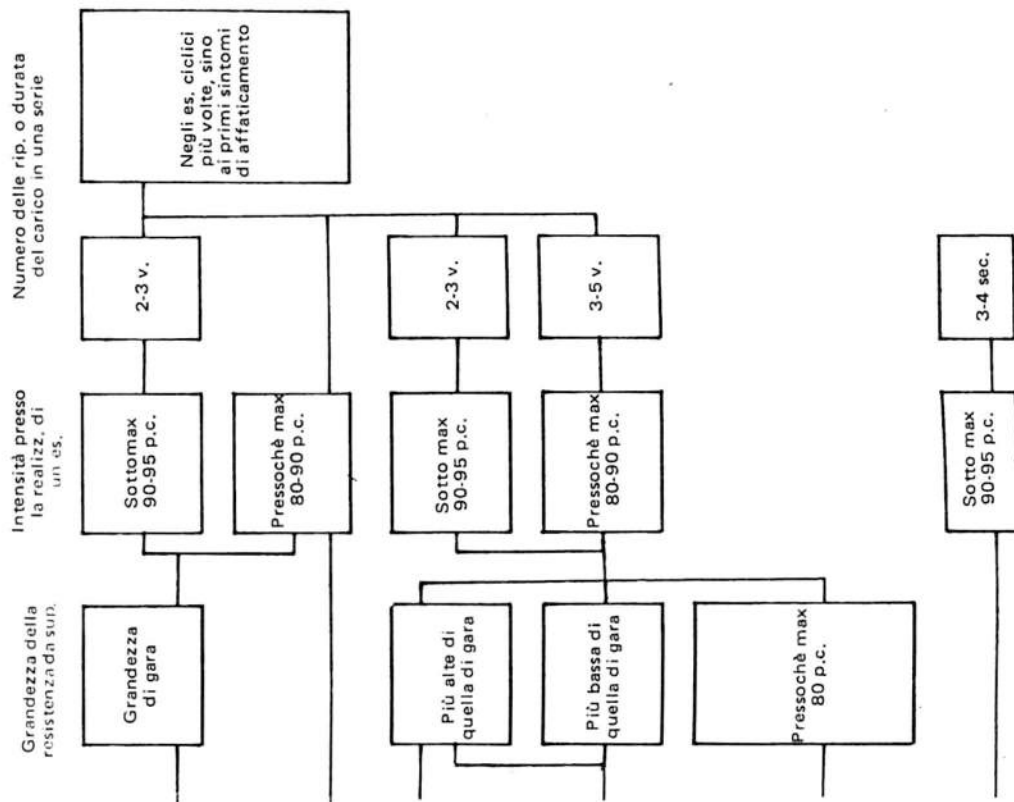 Grandezza della
resistenza da sup.
Intensità presso
la realizz. di
un es.
Numero delle rip. o durata
del carico in una serie
Grandezza
di gara
Sottomax
90-95 p.c.
2-3 v.
Negli es. ciclici
più volte, sino
ai primi sintomi
di affaticamento
Pressochè max
80-90 p.c.
Più alte di
quella di gara
Sotto max
90-95 p.c.
2-3 v.
Più bassa di
quella di gara
Pressochè max
80-90 p.c.
3-5 v.
Pressochè max
80 p.c.
Sotto max
90-95 p.c.
3-4 sec.